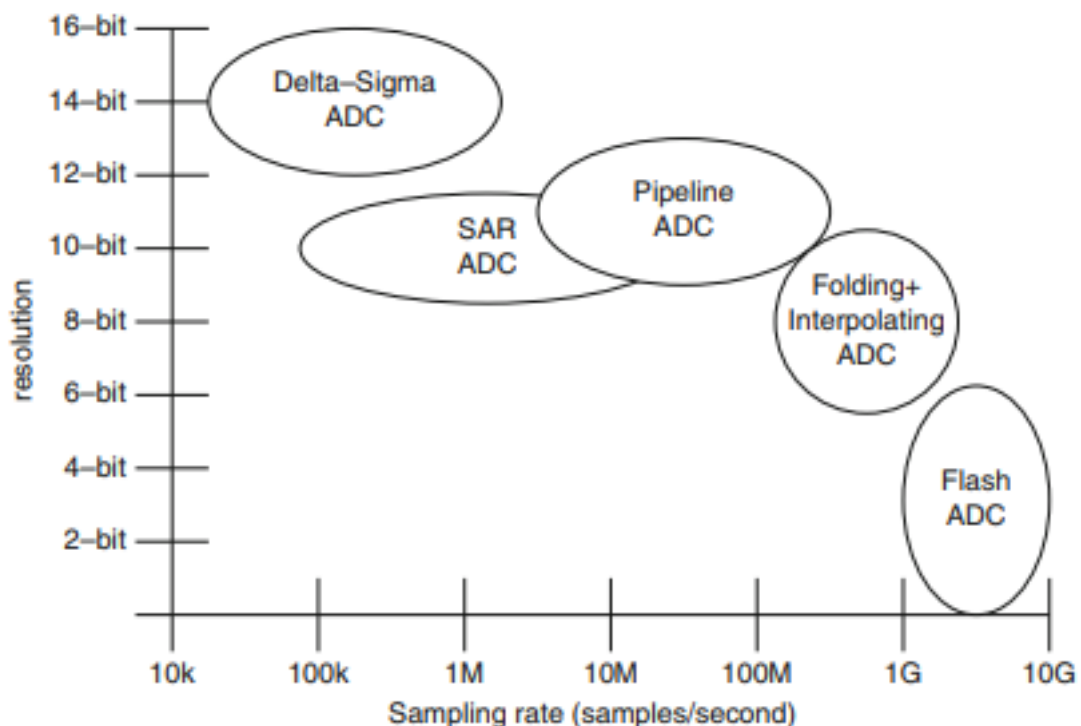 16–bit
14–bit
12–bit
10–bit
8–bit
6–bit
4–bit
2–bit
resolution
Delta–Sigma
ADC
SAR
ADC
Pipeline
ADC
Folding+
Interpolating
ADC
Flash
ADC
10k
100k
1M
10M
100M
1G
10G
Sampling rate (samples/second)